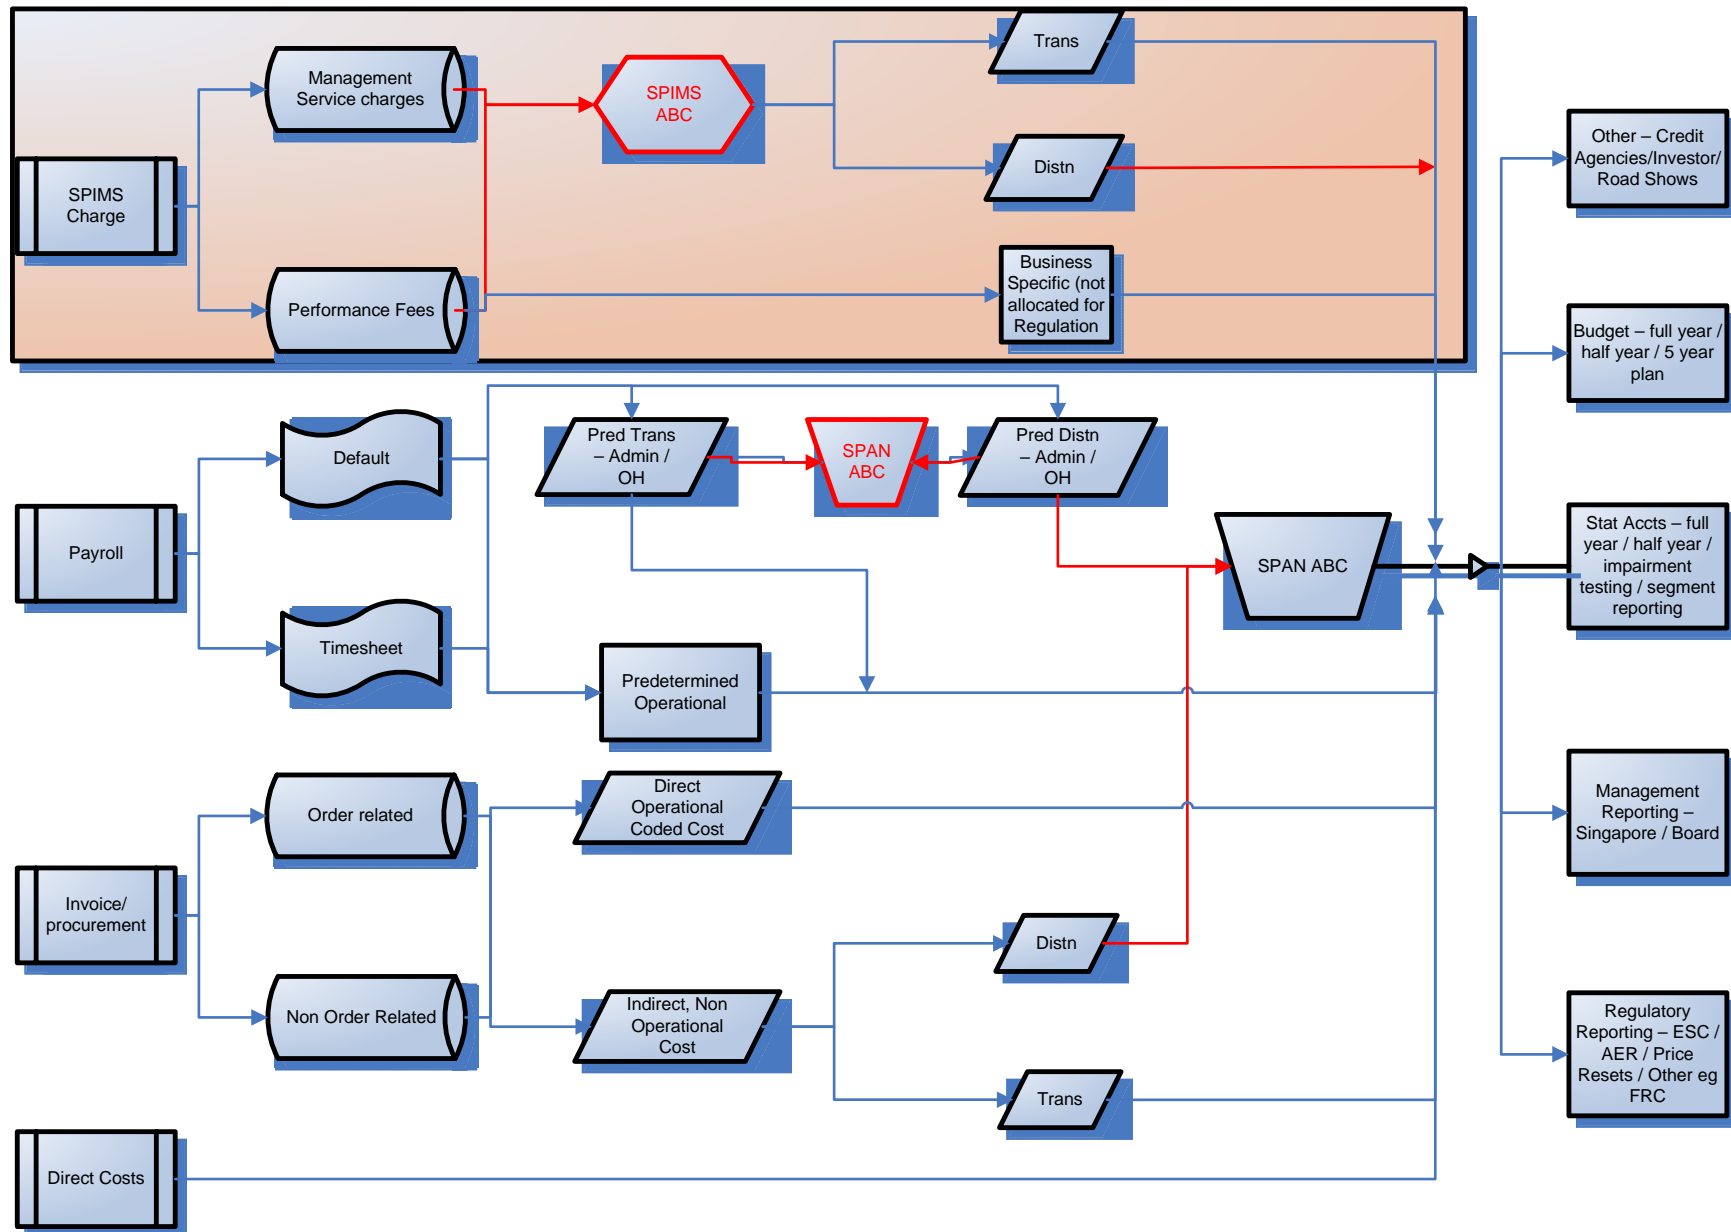 Trans
Management
Service charges
SPIMS
ABC
Other – Credit
Agencies/Investor/
Road Shows
Distn
SPIMS
Charge
Business
Specific (not
allocated for
Regulation
Performance Fees
Budget – full year /
half year / 5 year
plan
Default
Pred Trans
– Admin /
OH
SPAN
ABC
Pred Distn
– Admin /
OH
Payroll
SPAN ABC
Stat Accts – full
year / half year /
impairment
testing / segment
reporting
Timesheet
Predetermined
Operational
Order related
Direct
Operational
Coded Cost
Management
Reporting –
Singapore / Board
Invoice/
procurement
Distn
Non Order Related
Indirect, Non
Operational
Cost
Regulatory
Reporting – ESC /
AER / Price
Resets / Other eg
FRC
Trans
Direct Costs